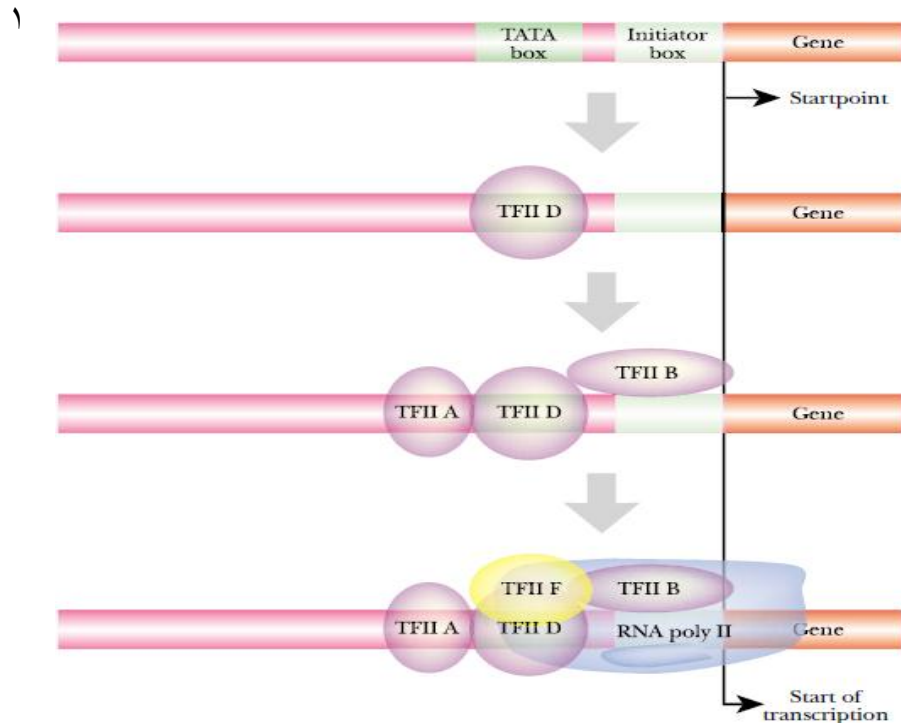 ١
TATA
box
Initiator
box
Gene
Startpoint
TFII D
Gene
TFII B
TFII A
TFII D
Gene
TFII F
TFII B
TFII A
TFII D
RNA poly II
Gene
Start of
transcription